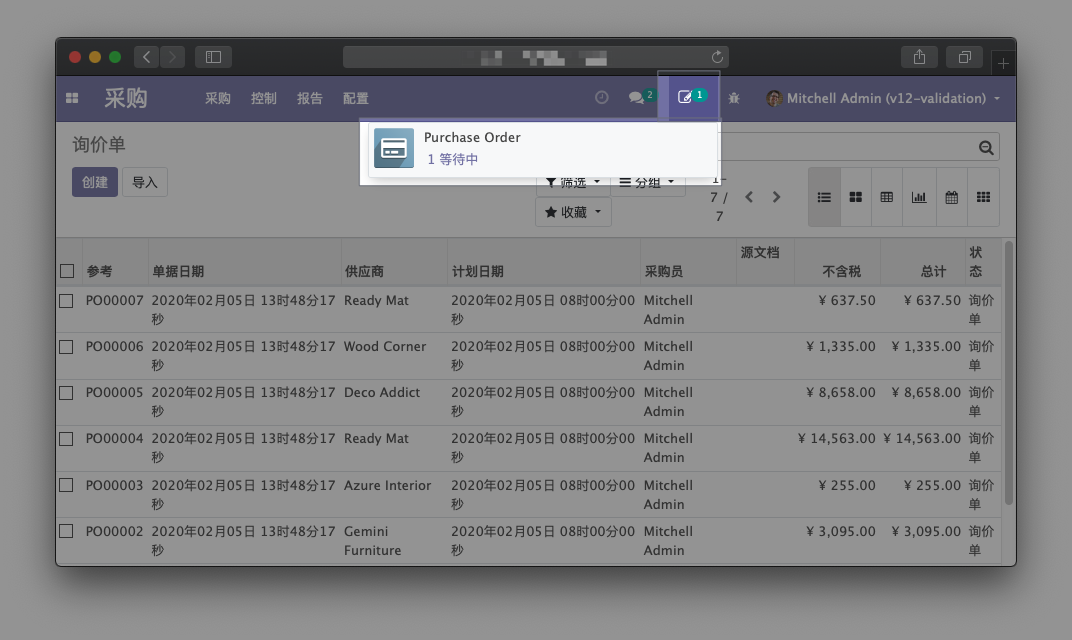 采购
采购 控制 报告 配置
2
1
Mitchell Admin (v12-validation)
Purchase Order
1 等待中
询价单
创建 导入
筛选 分组
收藏
1-
7 /
7
参考 单据日期 供应商 计划日期 采购员 源文档 不含税 总计 状
态
PO00007 2020年02月05日 13时48分17 Ready Mat 2020年02月05日 08时00分00 Mitchell ¥ 637.50 ¥ 637.50 询价
秒 秒 Admin 单
PO00006 2020年02月05日 13时48分17 Wood Corner 2020年02月05日 08时00分00 Mitchell ¥ 1,335.00 ¥ 1,335.00 询价
秒 秒 Admin 单
PO00005 2020年02月05日 13时48分17 Deco Addict 2020年02月05日 08时00分00 Mitchell ¥ 8,658.00 ¥ 8,658.00 询价
秒 秒 Admin 单
PO00004 2020年02月05日 13时48分17 Ready Mat 2020年02月05日 08时00分00 Mitchell ¥ 14,563.00 ¥ 14,563.00 询价
秒 秒 Admin 单
PO00003 2020年02月05日 13时48分17 Azure Interior 2020年02月05日 08时00分00 Mitchell ¥ 255.00 ¥ 255.00 询价
秒 秒 Admin 单
PO00002 2020年02月05日 13时48分17 Gemini 2020年02月05日 08时00分00 Mitchell ¥ 3,095.00 ¥ 3,095.00 询价
秒 Furniture 秒 Admin 单